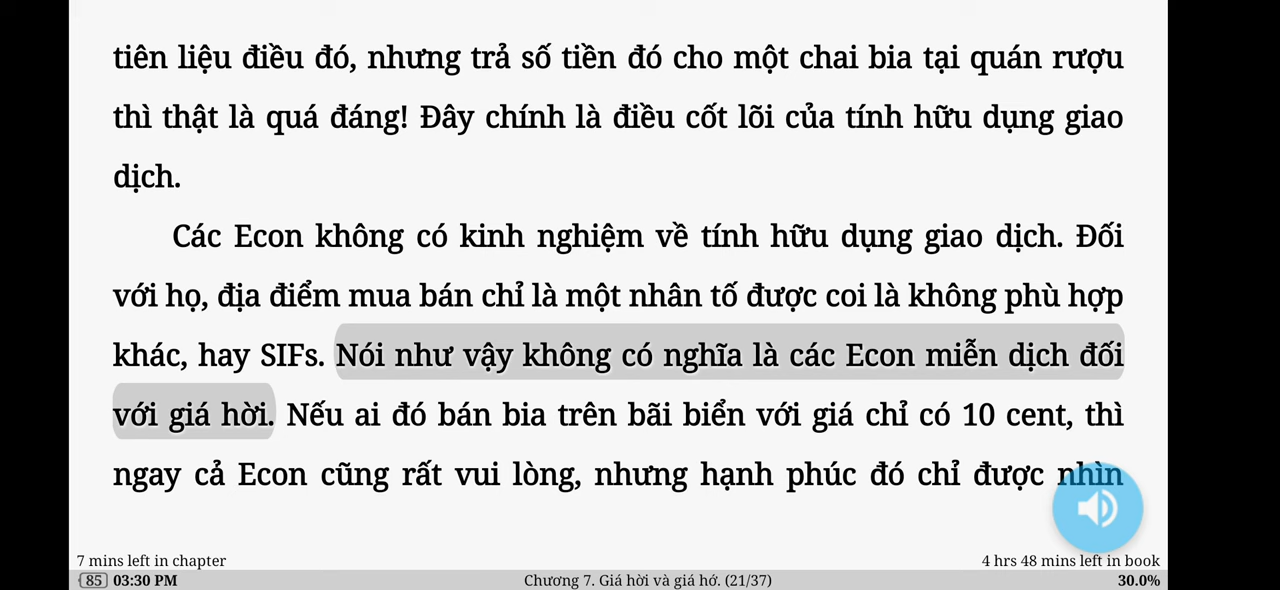 tiên liệu điều đó, nhưng trả số tiền đó cho một chai bia tại quán rượu
thì thật là quá đáng! Đây chính là điều cốt lõi của tính hữu dụng giao
dịch.
Các Econ không có kinh nghiệm về tính hữu dụng giao dịch. Đối
với họ, địa điểm mua bán chỉ là một nhân tố được coi là không phù hợp
khác, hay SIFs. Nói như vậy không có nghĩa là các Econ miễn dịch đối
với giá hời. Nếu ai đó bán bia trên bãi biển với giá chỉ có 10 cent, thì
ngay cả Econ cũng rất vui lòng, nhưng hạnh phúc đó chỉ được nhìn
7 mins left in chapter
4 hrs 48 mins left in book
85 03:30 PM
Chương 7. Giá hời và giá hớ. (21/37)
30.0%